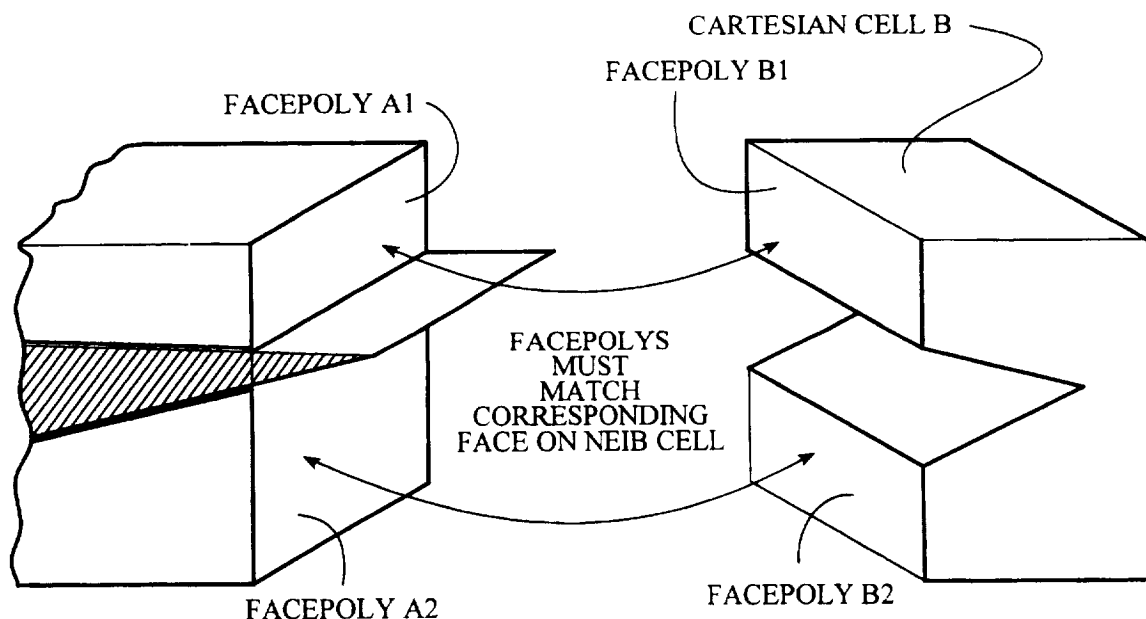 CARTESIAN CELL B
FACEPOLY B1
FACEPOLY A1
FACEPOLYS
MUST
MATCH
CORRESPONDING
FACE ON NEIB CELL
FACEPOLY A2
FACEPOLY B2